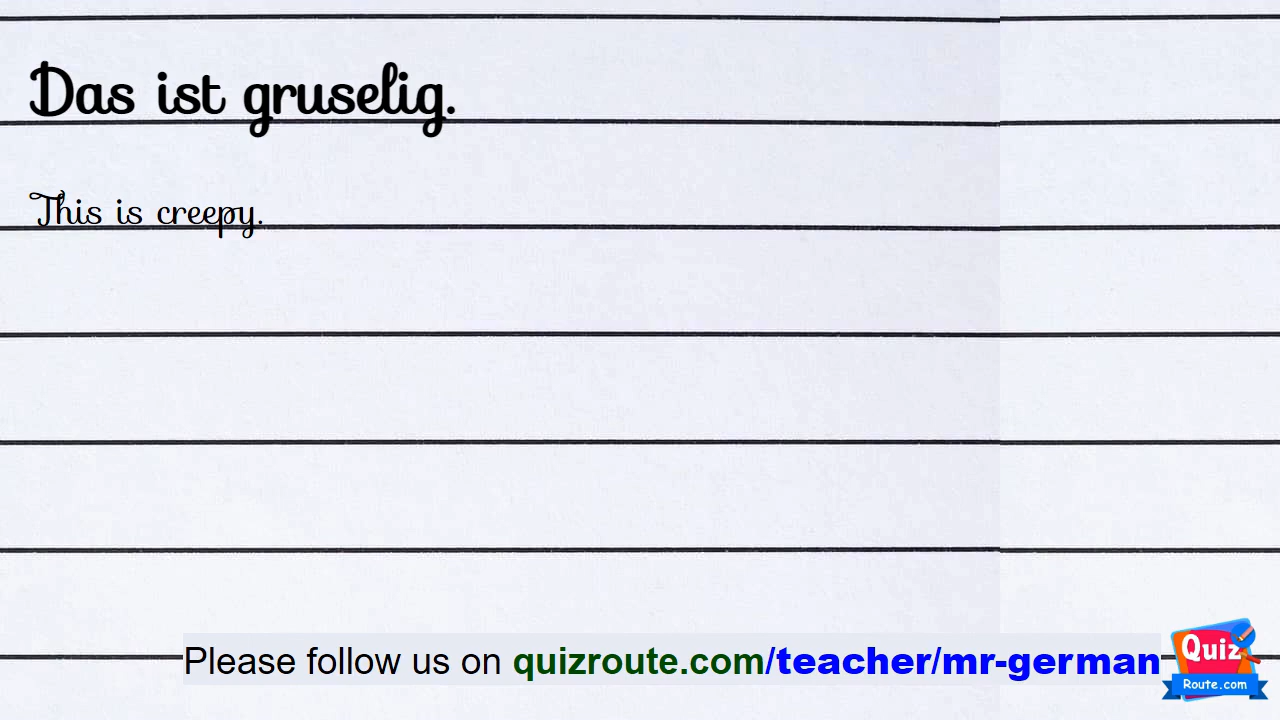 Das ist gruselig.
This is creepy.
Please follow us on quizroute.com/teacher/mr-german
Quiz
Route.com